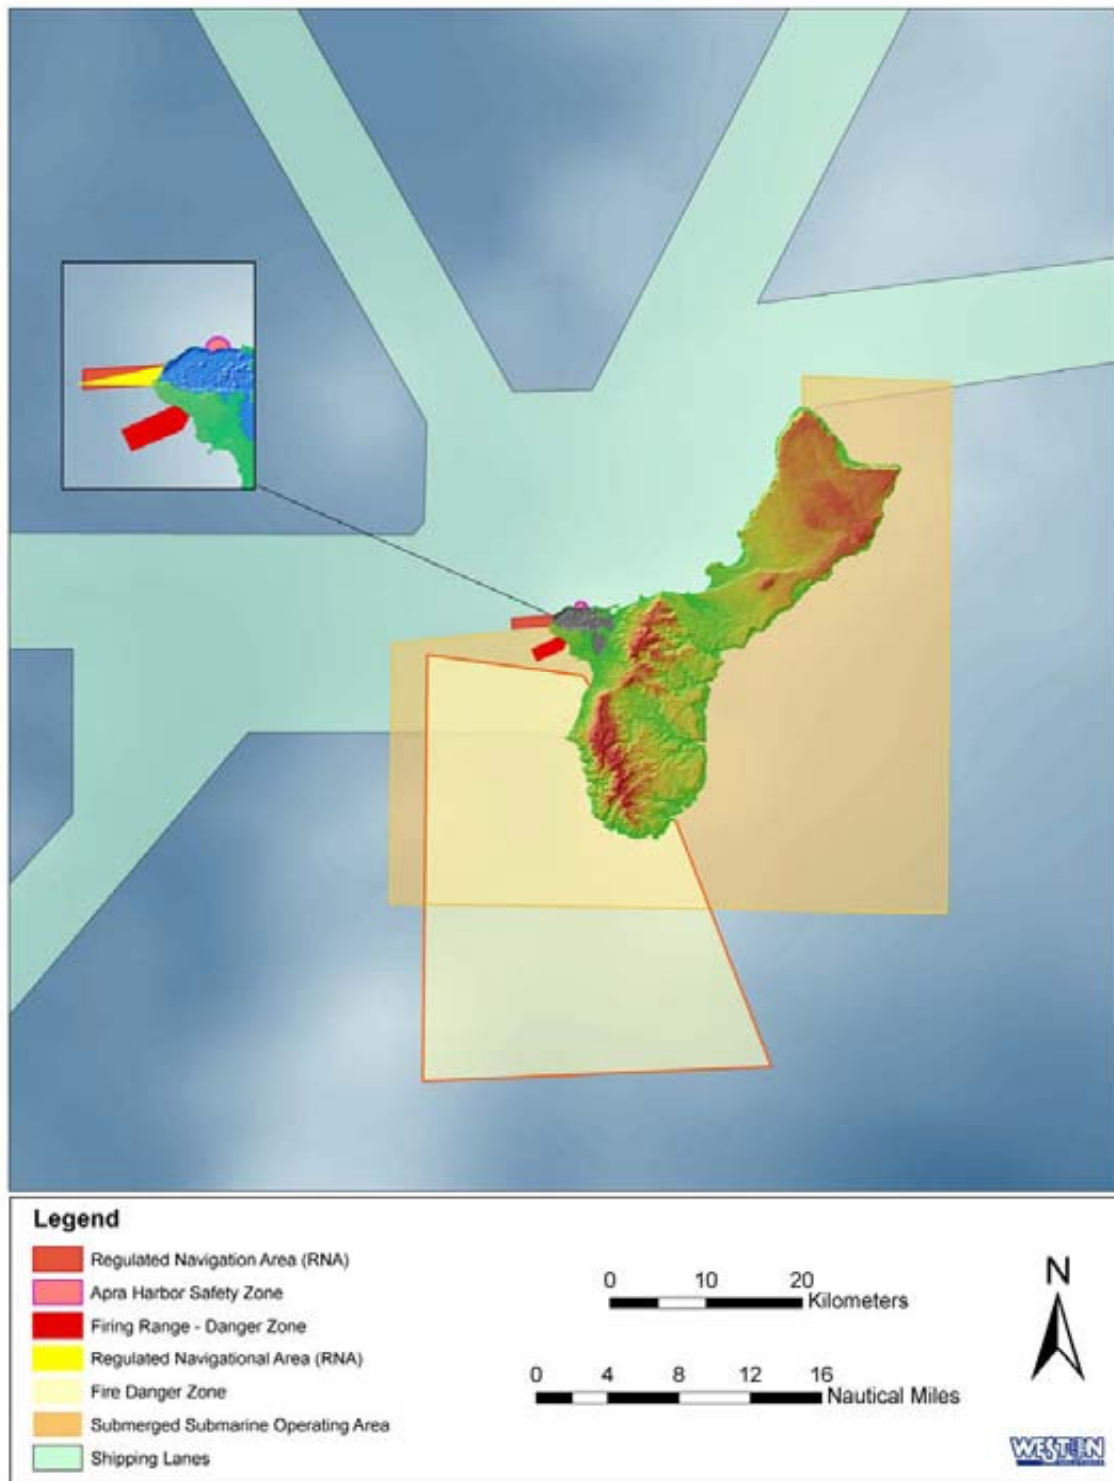 Legend
Regulated Navigation Area (RNA)
Apra Harbor Safety Zone
Firing Range - Danger Zone
Regulated Navigational Area (RNA)
Fire Danger Zone
Submerged Submarine Operating Area
Shipping Lanes
0 10 20
Kilometers
0 4 8 12 16
Nautical Miles
N
WESTON